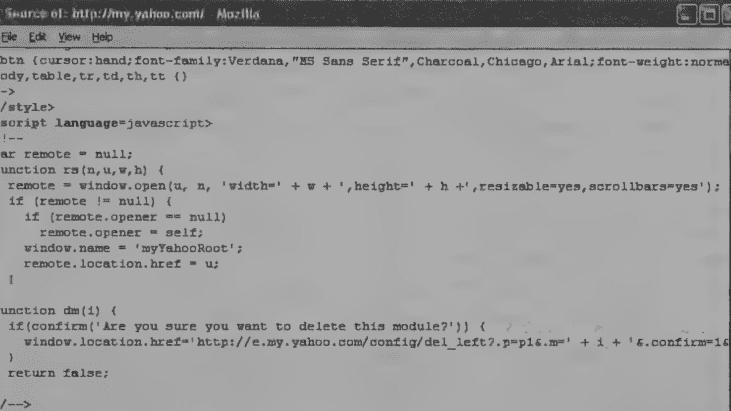 Source of: http://my.yahoo.com/ Mozilla
File Edit View Help
btn {cursor:hand;font-family:Verdana,"MS Sans Serif",Charcoal,Chicago,Arial;font-weight:norma
ody,table,tr,td,th,tt {}
->
/style>
script language=javascript>
!--
ar remote = null;
unction rs(n,u,w,h) {
remote = window.open(u, n, 'width=' + w + ',height=' + h +',resizable=yes,scrollbars=yes');
if (remote != null) {
if (remote.opener == null)
remote.opener = self;
window.name = 'myYahooRoot';
remote.location.href = u;
}
unction dm(i) {
if(confirm('Are you sure you want to delete this module?')) {
window.location.href='http://e.my.yahoo.com/config/del_left?.p=p1&.m=' + i + '&.confirm=1&
}
return false;
/-->